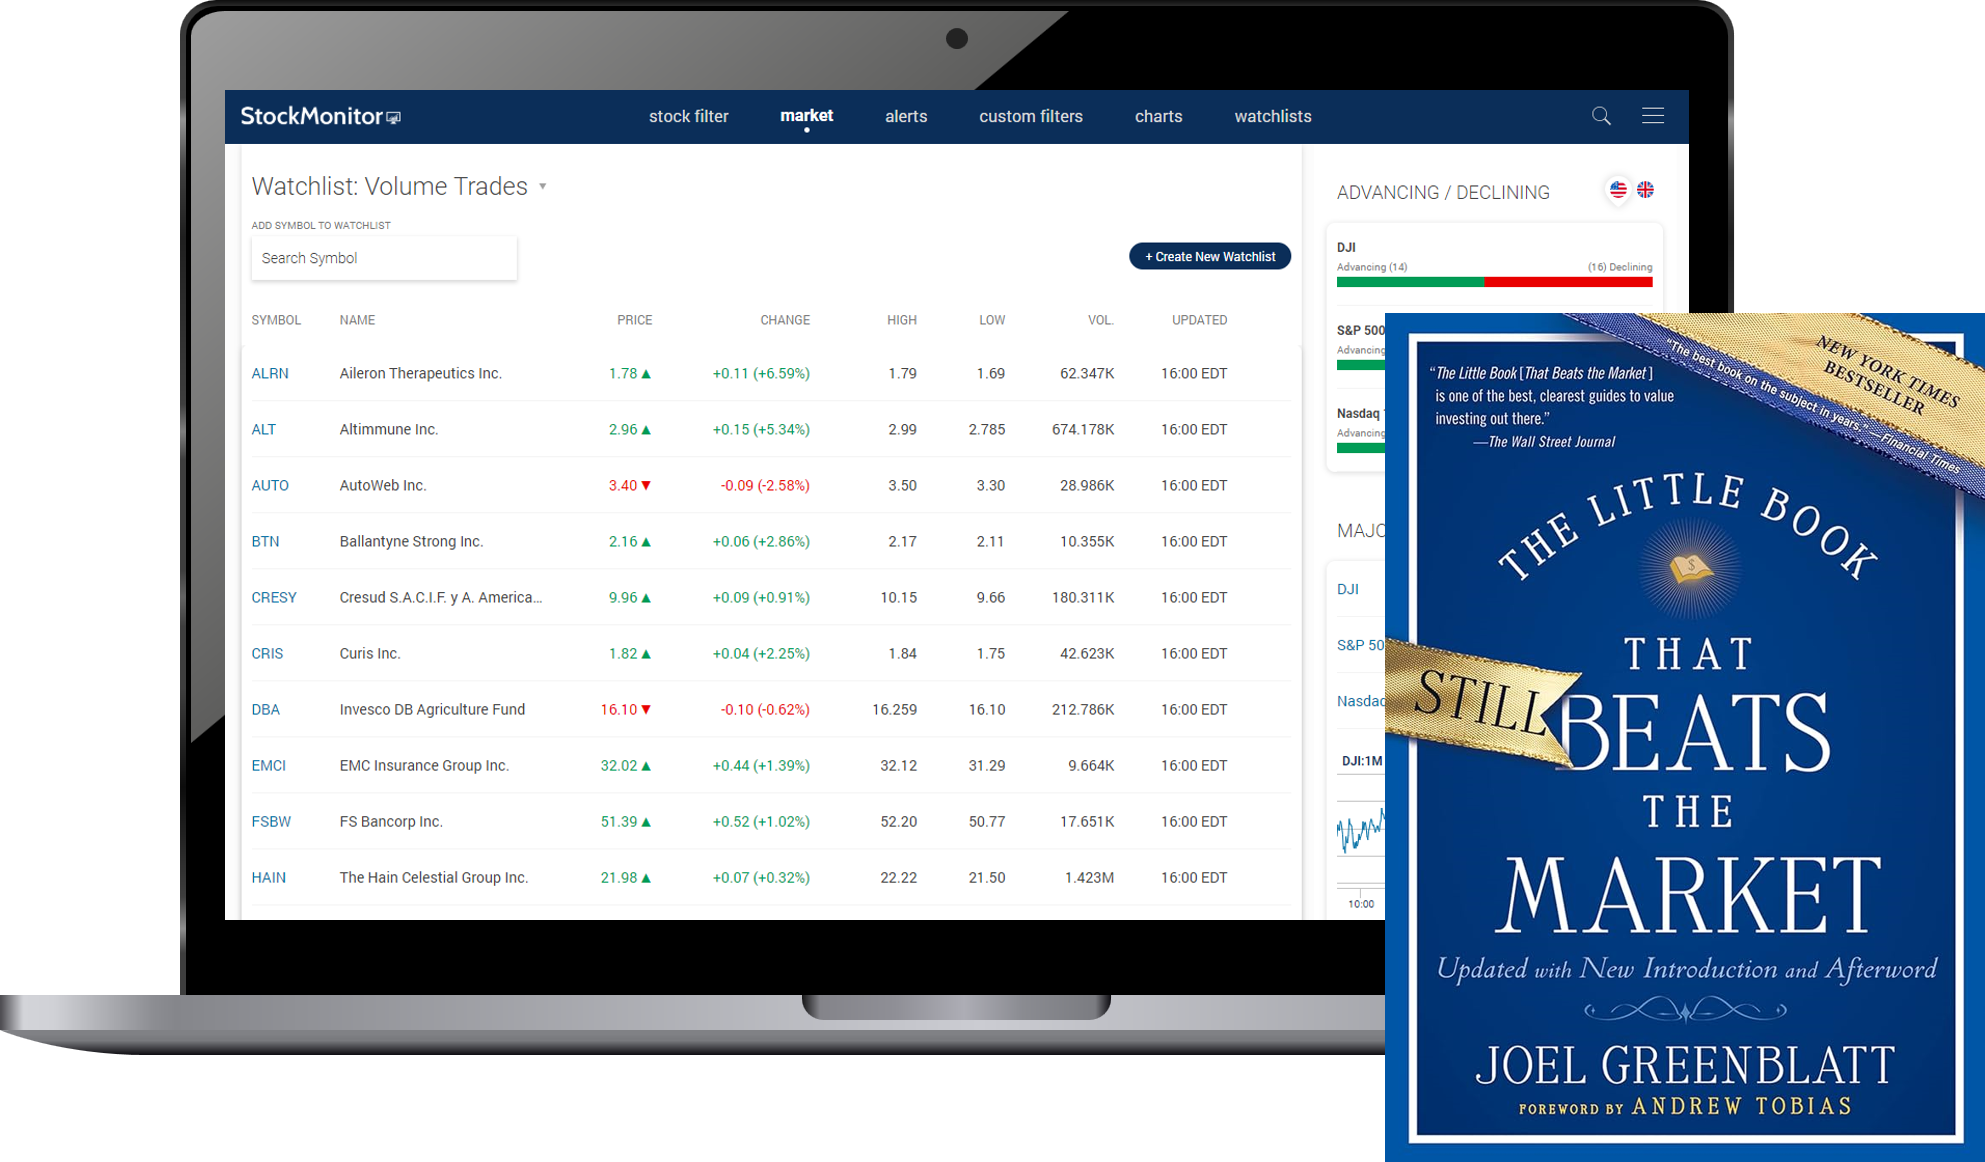 StockMonitor
stock filter
market
alerts
custom filters
charts
watchlists
Watchlist: Volume Trades
ADD SYMBOL TO WATCHLIST
Search Symbol
+ Create New Watchlist
SYMBOL NAME PRICE CHANGE HIGH LOW VOL. UPDATED
ALRN Aileron Therapeutics Inc. 1.78 ▲ +0.11 (+6.59%) 1.79 1.69 62.347K 16:00 EDT
ALT Altimmune Inc. 2.96 ▲ +0.15 (+5.34%) 2.99 2.785 674.178K 16:00 EDT
AUTO AutoWeb Inc. 3.40 ▼ -0.09 (-2.58%) 3.50 3.30 28.986K 16:00 EDT
BTN Ballantyne Strong Inc. 2.16 ▲ +0.06 (+2.86%) 2.17 2.11 10.355K 16:00 EDT
CRESY Cresud S.A.C.I.F. y A. America... 9.96 ▲ +0.09 (+0.91%) 10.15 9.66 180.311K 16:00 EDT
CRIS Curis Inc. 1.82 ▲ +0.04 (+2.25%) 1.84 1.75 42.623K 16:00 EDT
DBA Invesco DB Agriculture Fund 16.10 ▼ -0.10 (-0.62%) 16.259 16.10 212.786K 16:00 EDT
EMCI EMC Insurance Group Inc. 32.02 ▲ +0.44 (+1.39%) 32.12 31.29 9.664K 16:00 EDT
FSBW FS Bancorp Inc. 51.39 ▲ +0.52 (+1.02%) 52.20 50.77 17.651K 16:00 EDT
HAIN The Hain Celestial Group Inc. 21.98 ▲ +0.07 (+0.32%) 22.22 21.50 1.423M 16:00 EDT
ADVANCING / DECLINING
DJI
Advancing (14) (16) Declining
S&P 500
Advancing
Nasdaq
Advancing
MAJO
DJI
S&P 50
Nasdaq
DJI:1M
10:00
NEW YORK TIMES
BESTSELLER
"The best book on the subject in years." —Financial Times
"The Little Book [That Beats the Market]
is one of the best, clearest guides to value
investing out there."
—The Wall Street Journal
THE LITTLE BOOK
$
THAT
STILL
BEATS
THE
MARKET
Updated with New Introduction and Afterword
JOEL GREENBLATT
FOREWORD BY ANDREW TOBIAS